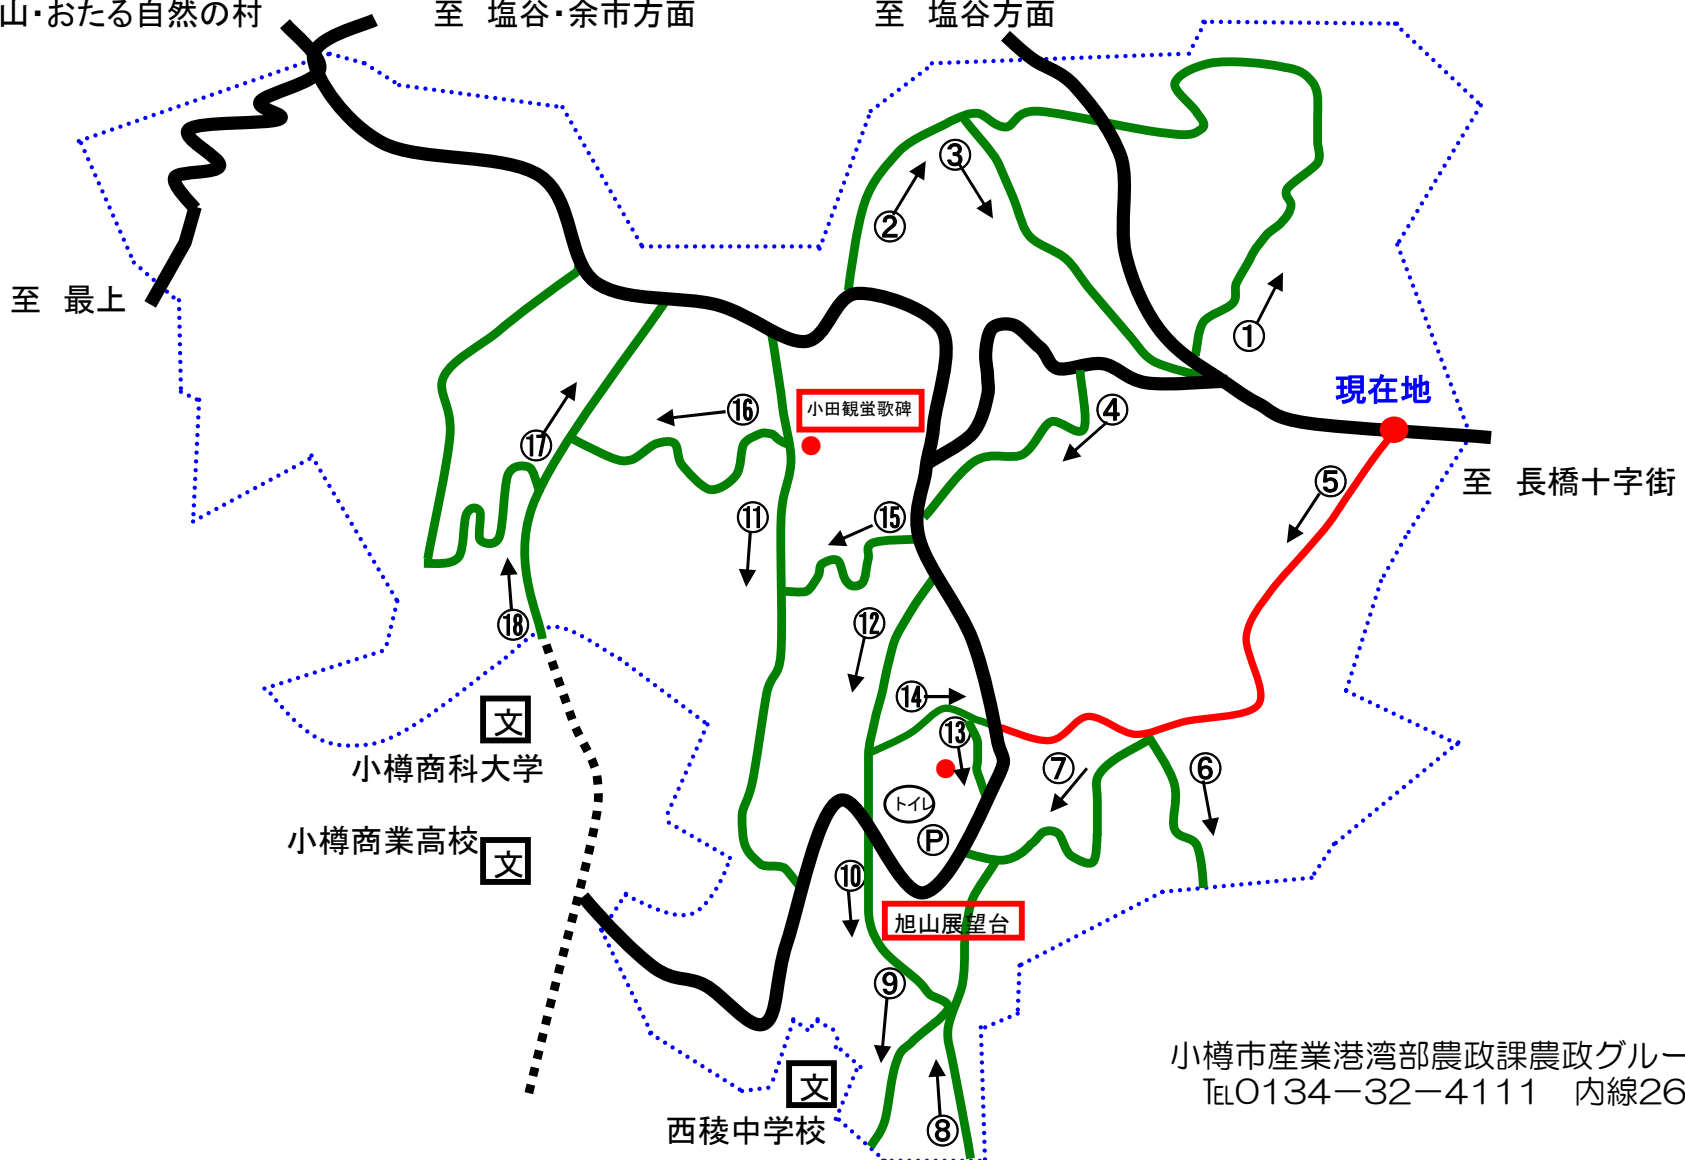 山・おたる自然の村
至　塩谷・余市方面
至　塩谷方面
③
②
至　最上
①
現在地
小田観蛍歌碑
⑯
④
⑰
至　長橋十字街
⑤
⑪
⑮
⑱
⑫
⑭
文
⑬
小樽商科大学
⑦
⑥
トイレ
小樽商業高校
文
P
⑩
旭山展望台
⑨
小樽市産業港湾部農政課農政グルー
℡0134－32－4111　内線26
文
西稜中学校
⑧